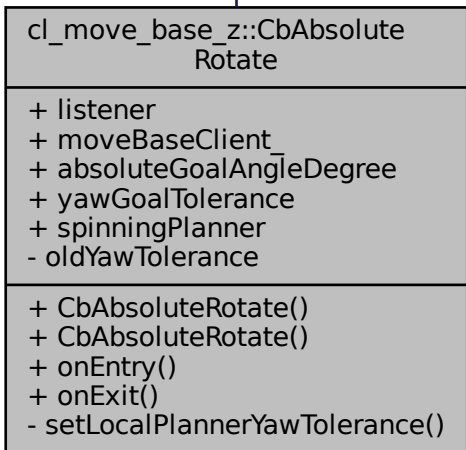 cl_move_base_z::CbAbsolute
Rotate
+ listener
+ moveBaseClient_
+ absoluteGoalAngleDegree
+ yawGoalTolerance
+ spinningPlanner
- oldYawTolerance
+ CbAbsoluteRotate()
+ CbAbsoluteRotate()
+ onEntry()
+ onExit()
- setLocalPlannerYawTolerance()